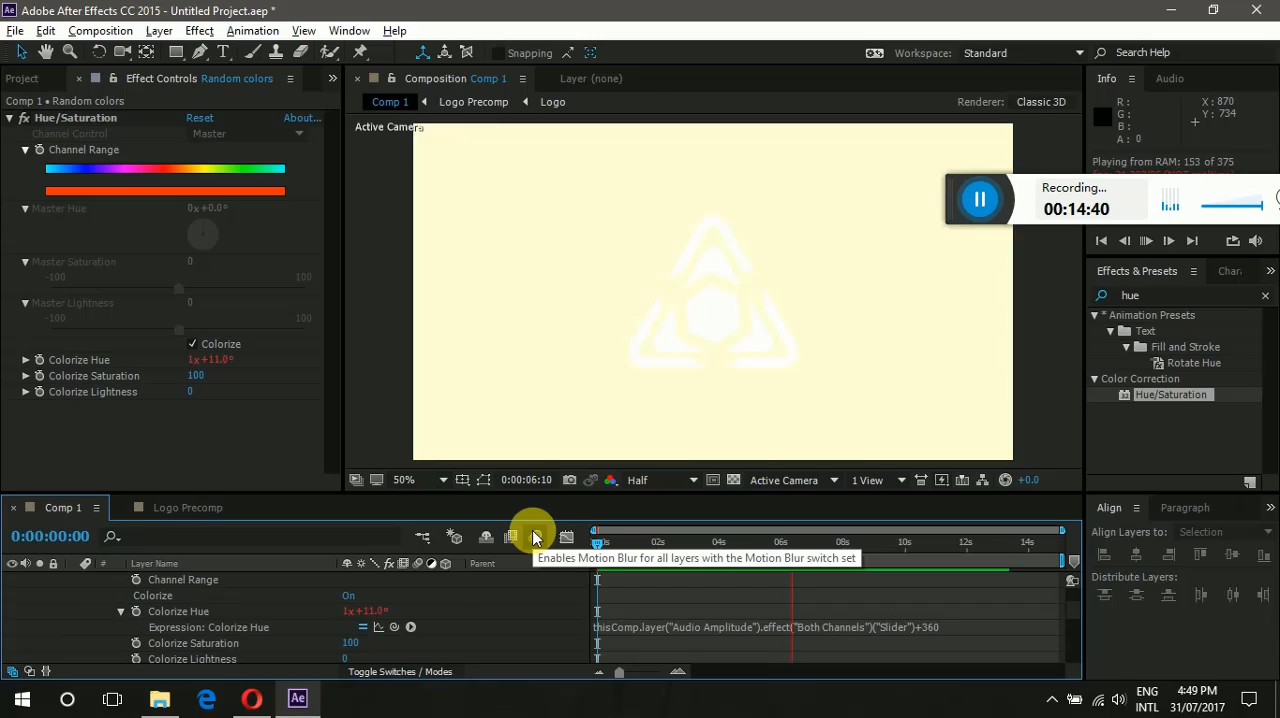 Adobe After Effects CC 2015 - Untitled Project.aep *
File Edit Composition Layer Effect Animation View Window Help
Snapping
Workspace: Standard
Search Help
Project
Effect Controls Random colors
Composition Comp 1
Layer (none)
Info
Audio
Comp 1 • Random colors
Comp 1
Logo Precomp
Logo
Renderer: Classic 3D
R :
G :
B :
A : 0
X : 870
Y : 734
fx Hue/Saturation Reset About...
Channel Control Master
Channel Range
Active Camera
Playing from RAM: 153 of 375
Recording...
00:14:40
Master Hue 0x+0.0°
Master Saturation 0
-100 100
Master Lightness 0
-100 100
Colorize
Colorize Hue 1x+11.0°
Colorize Saturation 100
Colorize Lightness 0
Effects & Presets
Chara
hue
* Animation Presets
Text
Fill and Stroke
Rotate Hue
Color Correction
Hue/Saturation
50%
0:00:06:10
Half
Active Camera
1 View
+0.0
Comp 1
Logo Precomp
Align
Paragraph
0:00:00:00
Align Layers to: Selection
02s 04s 06s 08s 10s 12s 14s
Enables Motion Blur for all layers with the Motion Blur switch set
# Layer Name
Parent
Distribute Layers:
Channel Range
Colorize On
Colorize Hue 1x+11.0°
Expression: Colorize Hue
thisComp.layer("Audio Amplitude").effect("Both Channels")("Slider")+360
Colorize Saturation 100
Colorize Lightness 0
Toggle Switches / Modes
Ae
ENG
INTL
4:49 PM
31/07/2017